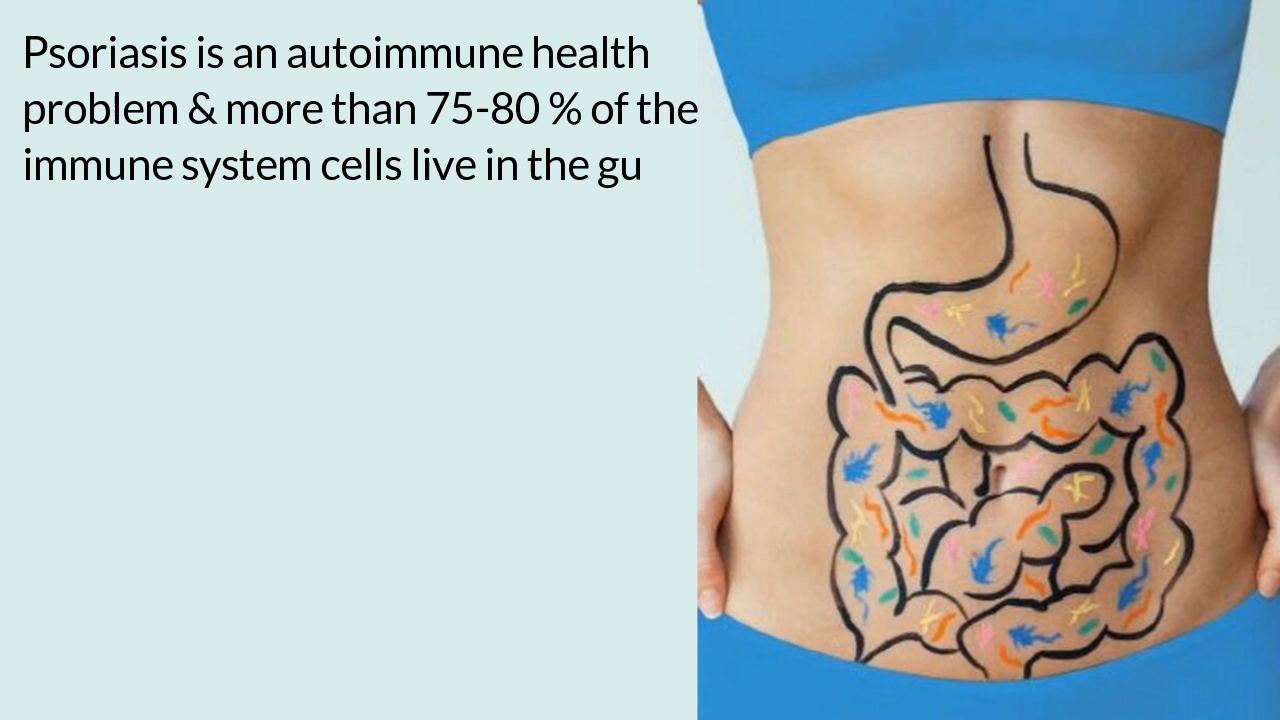 Psoriasis is an autoimmune health
problem & more than 75-80 % of the
immune system cells live in the gu